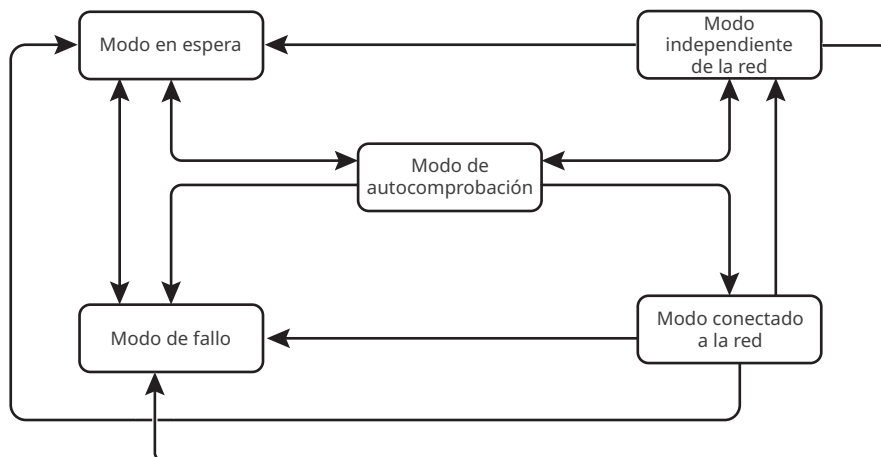 Modo en espera
Modo
independiente
de la red
Modo de
autocomprobación
Modo de fallo
Modo conectado
a la red